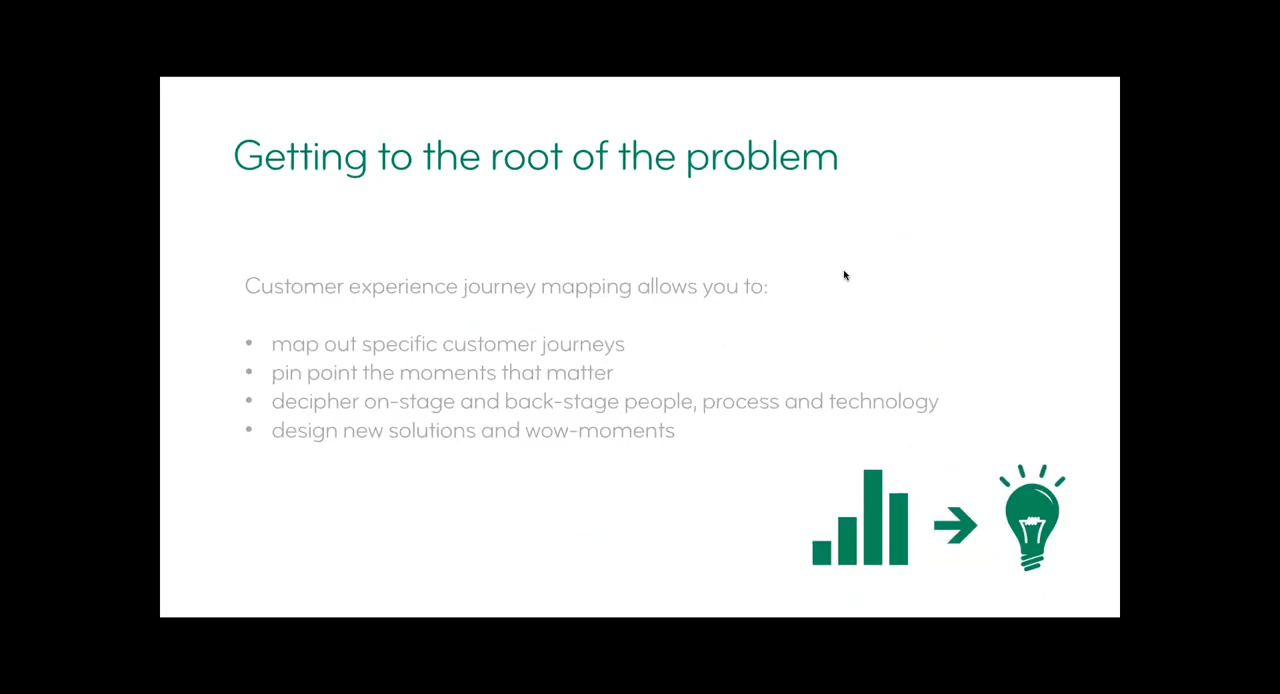 Getting to the root of the problem
Customer experience journey mapping allows you to:
• map out specific customer journeys
• pin point the moments that matter
• decipher on-stage and back-stage people, process and technology
• design new solutions and wow-moments